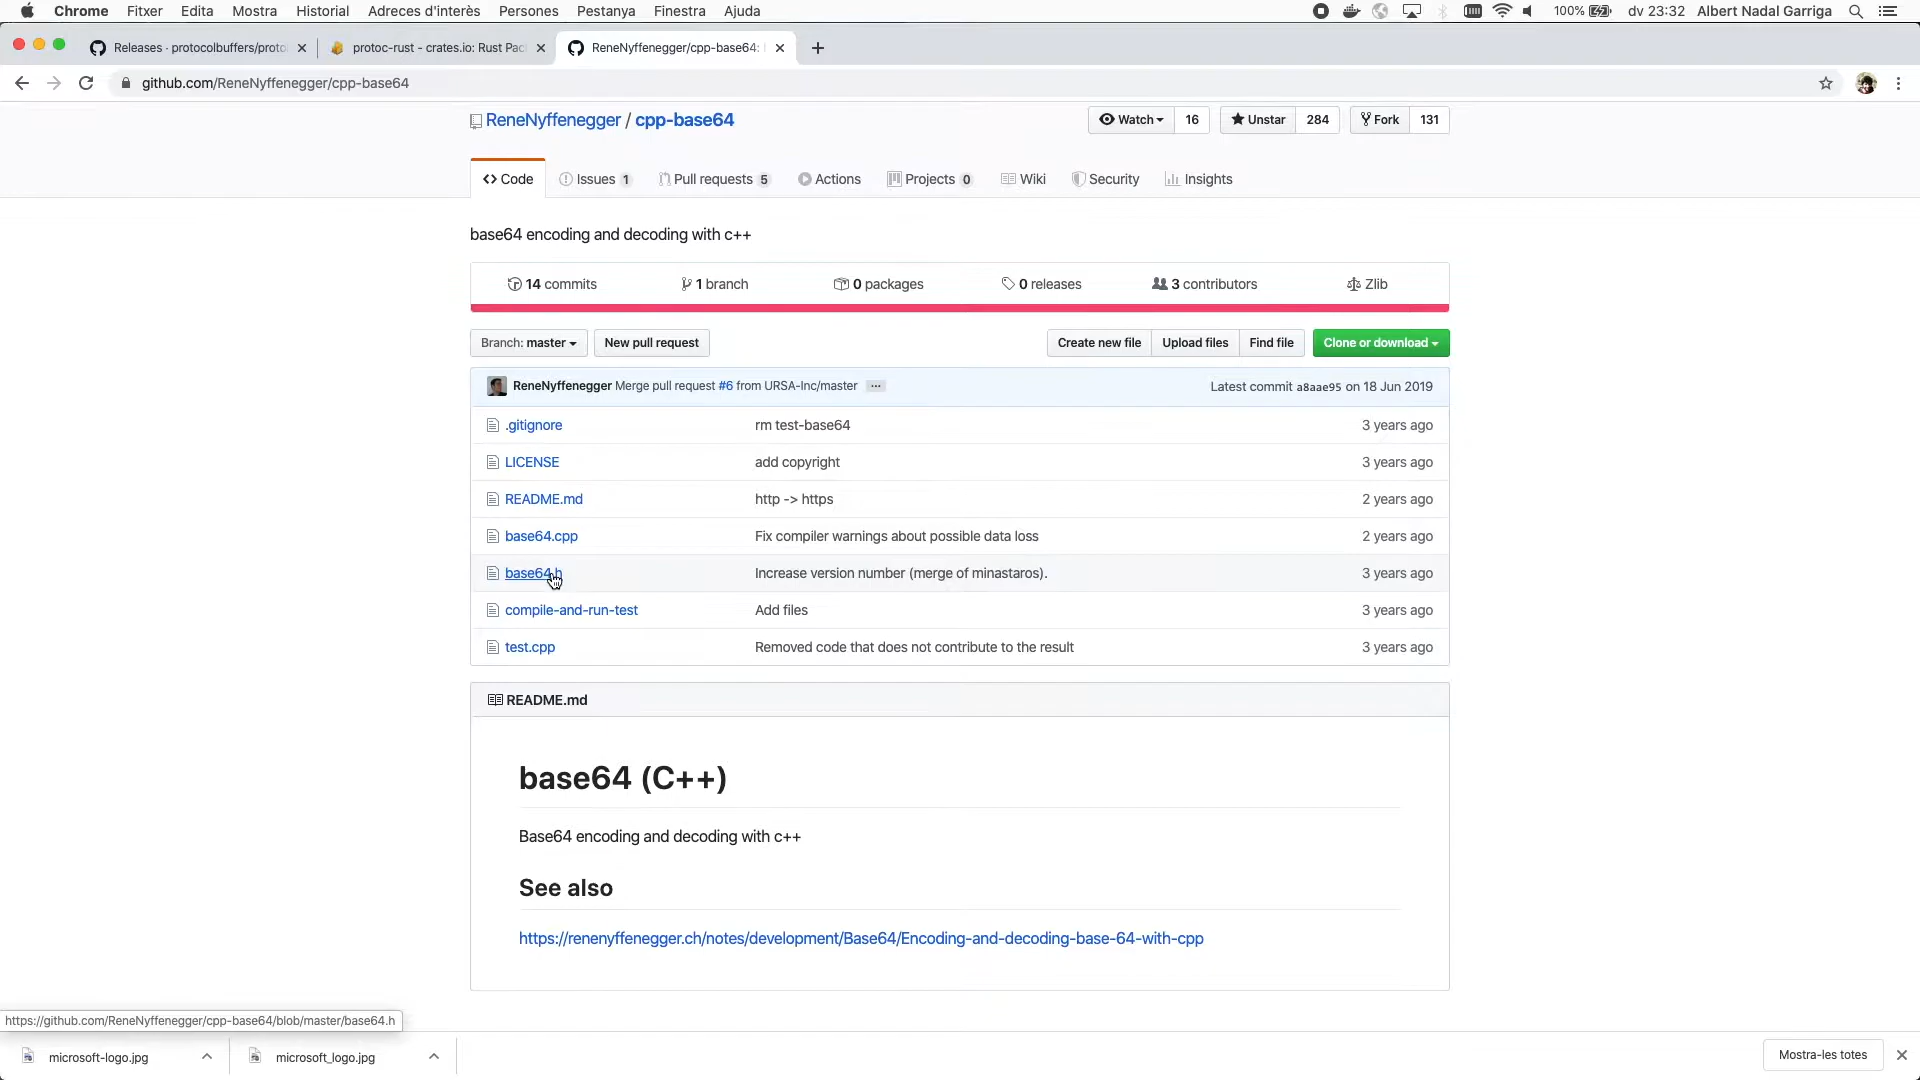 Chrome Fitxer Edita Mostra Historial Adreces d'interès Persones Pestanya Finestra Ajuda 100% dv 23:32 Albert Nadal Garriga
Releases · protocolbuffers/proto protoc-rust - crates.io: Rust Pac ReneNyffenegger/cpp-base64:
github.com/ReneNyffenegger/cpp-base64
ReneNyffenegger / cpp-base64 Watch 16 Unstar 284 Fork 131
Code Issues 1 Pull requests 5 Actions Projects 0 Wiki Security Insights
base64 encoding and decoding with c++
14 commits 1 branch 0 packages 0 releases 3 contributors Zlib
Branch: master New pull request Create new file Upload files Find file Clone or download
ReneNyffenegger Merge pull request #6 from URSA-Inc/master ... Latest commit a8aae95 on 18 Jun 2019
.gitignore rm test-base64 3 years ago
LICENSE add copyright 3 years ago
README.md http -> https 2 years ago
base64.cpp Fix compiler warnings about possible data loss 2 years ago
base64.h Increase version number (merge of minastaros). 3 years ago
compile-and-run-test Add files 3 years ago
test.cpp Removed code that does not contribute to the result 3 years ago
README.md
base64 (C++)
Base64 encoding and decoding with c++
See also
https://renenyffenegger.ch/notes/development/Base64/Encoding-and-decoding-base-64-with-cpp
https://github.com/ReneNyffenegger/cpp-base64/blob/master/base64.h
microsoft-logo.jpg microsoft_logo.jpg Mostra-les totes